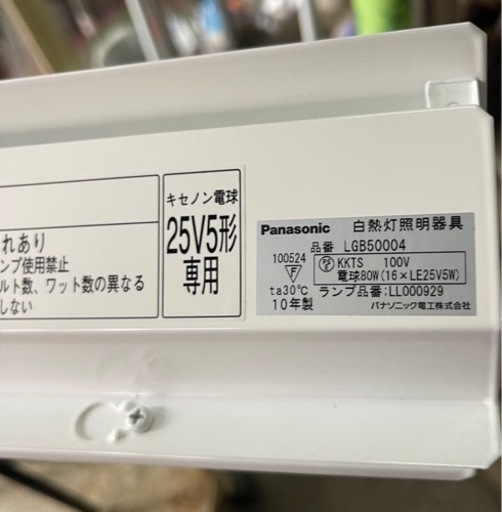 れあり
ンプ使用禁止
ルト数、ワット数の異なる
しない
キセノン電球
25V5形
専用
Panasonic 白熱灯照明器具
品番 LGB50004
100524
F
PS
E
KKTS 100V
電球80W(16×LE25V5W)
ta30℃ ランプ品番:LL000929
10年製 パナソニック電工株式会社